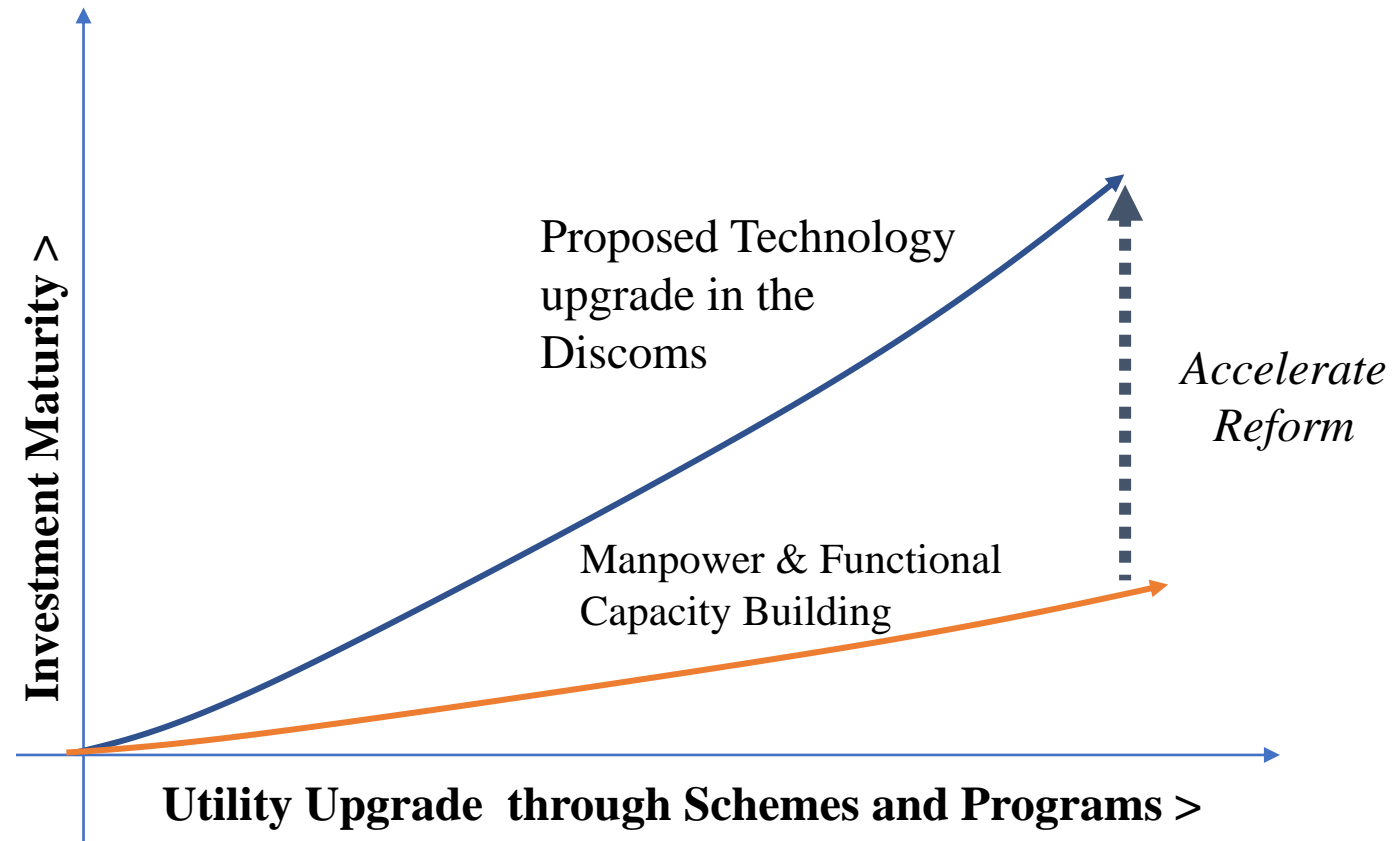 Investment Maturity >
Proposed Technology
upgrade in the
Discoms
Accelerate
Reform
Manpower & Functional
Capacity Building
Utility Upgrade  through Schemes and Programs >